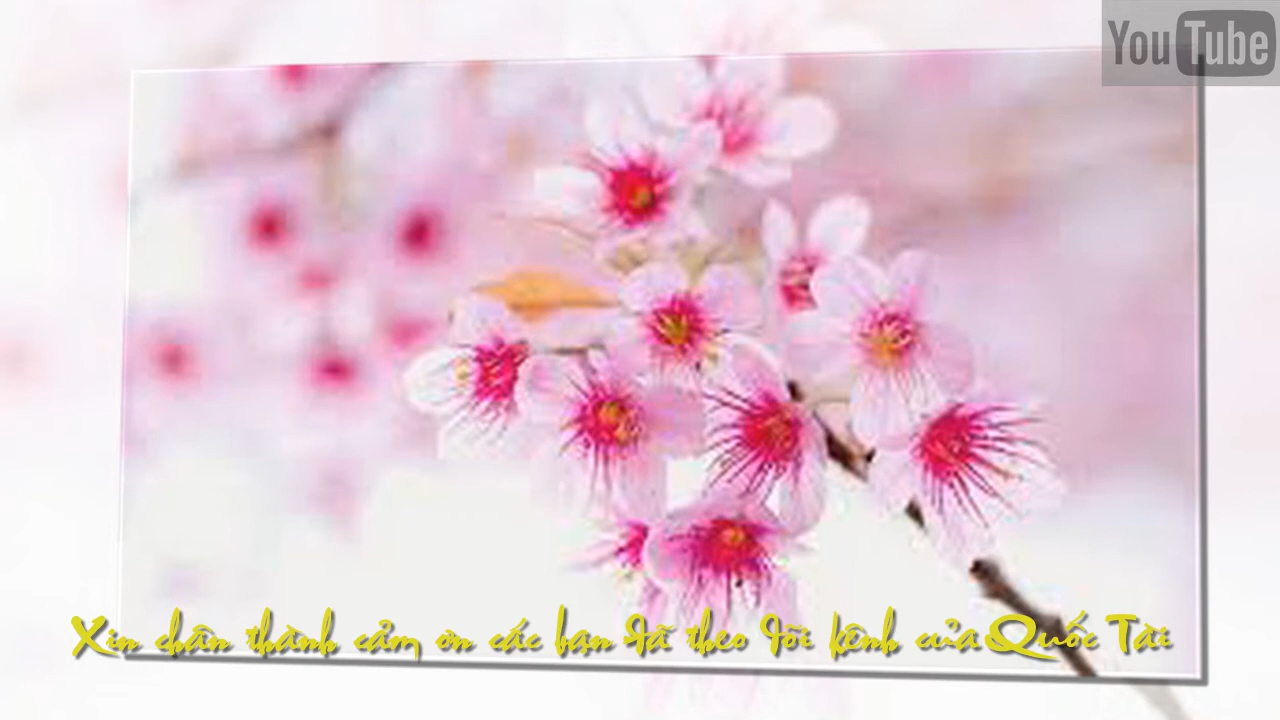 YouTube
Xin chân thành cảm ơn các bạn đã theo dõi kênh của Quốc Tài